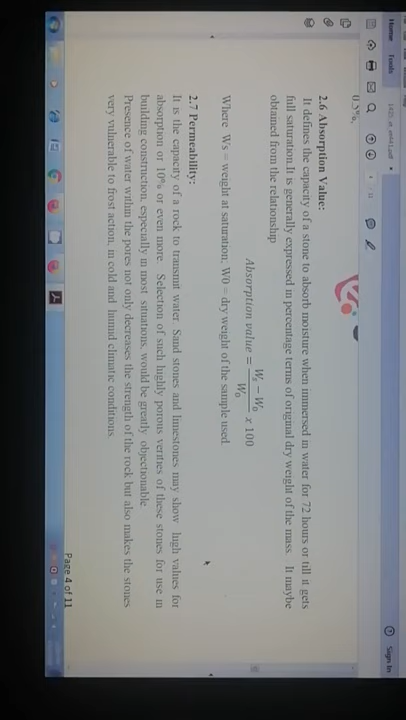 Home Tools
Sign In
0.5%.
2.6 Absorption Value:
It defines the capacity of a stone to absorb moisture when immersed in water for 72 hours or till it gets
full saturation.It is generally expressed in percentage terms of original dry weight of the mass. It maybe
obtained from the relationship
Absorption value = Ws − W0 / W0 x 100
Where Ws = weight at saturation; W0 = dry weight of the sample used.
2.7 Permeability:
It is the capacity of a rock to transmit water. Sand stones and limestones may show high values for
absorption or 10% or even more. Selection of such highly porous verities of these stones for use in
building construction, especially in most situations, would be greatly objectionable.
Presence of water within the pores not only decreases the strength of the rock but also makes the stones
very vulnerable to frost action, in cold and humid climatic conditions.
Page 4 of 11